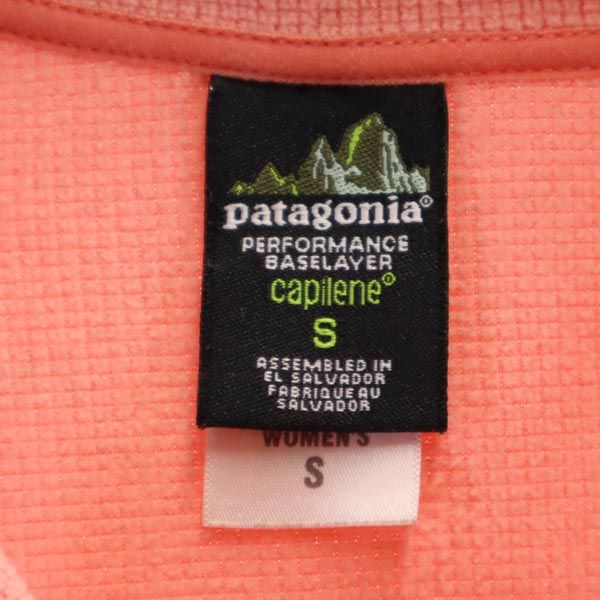 patagonia®
PERFORMANCE
BASELAYER
capilene®
S
ASSEMBLED IN
EL SALVADOR
FABRIQUE AU
SALVADOR
WOMEN'S
S